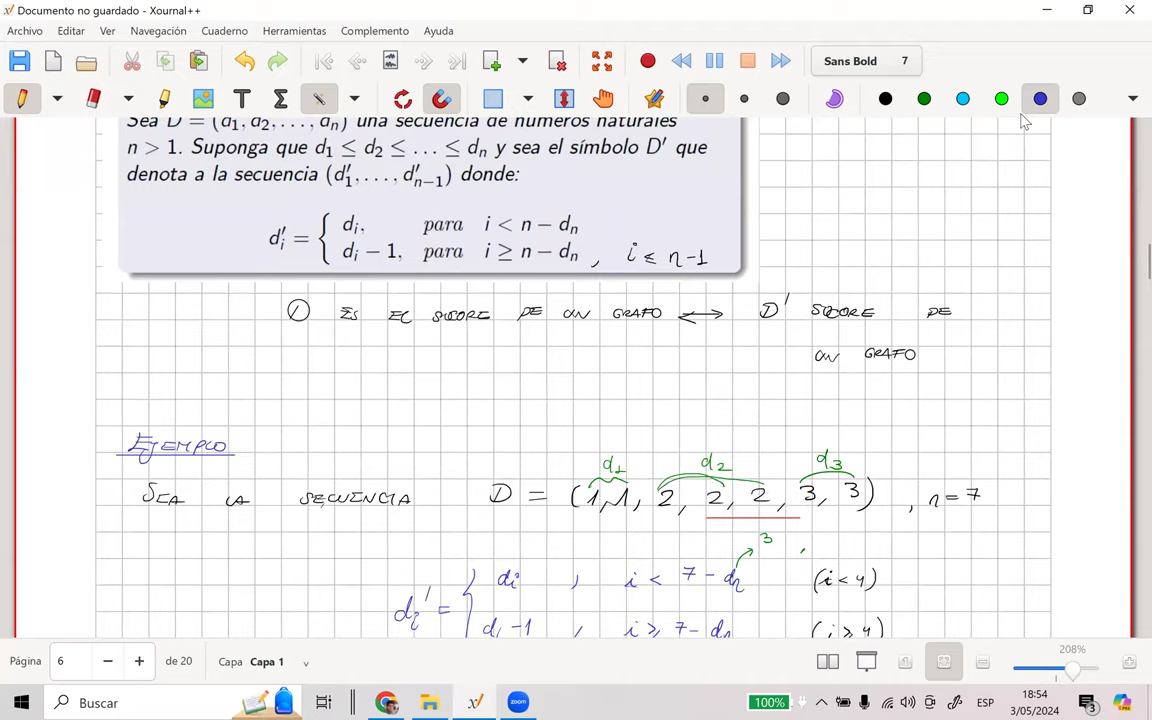 Documento no guardado - Xournal++
Archivo Editar Ver Navegación Cuaderno Herramientas Complemento Ayuda
Sans Bold 7
Sea D = (d₁, d₂, . . . , dₙ) una secuencia de números naturales
n > 1. Suponga que d₁ ≤ d₂ ≤ . . . ≤ dₙ y sea el símbolo D′ que
denota a la secuencia (d′₁, . . . , d′ₙ₋₁) donde:
d′ᵢ = { dᵢ, para i < n − dₙ
dᵢ − 1, para i ≥ n − dₙ , i ≤ n-1
D ES EL SCORE DE UN GRAFO ⟷ D' SCORE DE
UN GRAFO
EJEMPLO
d₁ d₂ d₃
SEA LA SECUENCIA D = (1,1, 2, 2, 2, 3, 3) , n = 7
3
di' = { di , i < 7 - dn (i < 4)
di -1 , i ≥ 7 - dn (i ≥ 4)
Página 6 de 20 Capa Capa 1 208%
Buscar 100% ESP 18:54
3/05/2024 3